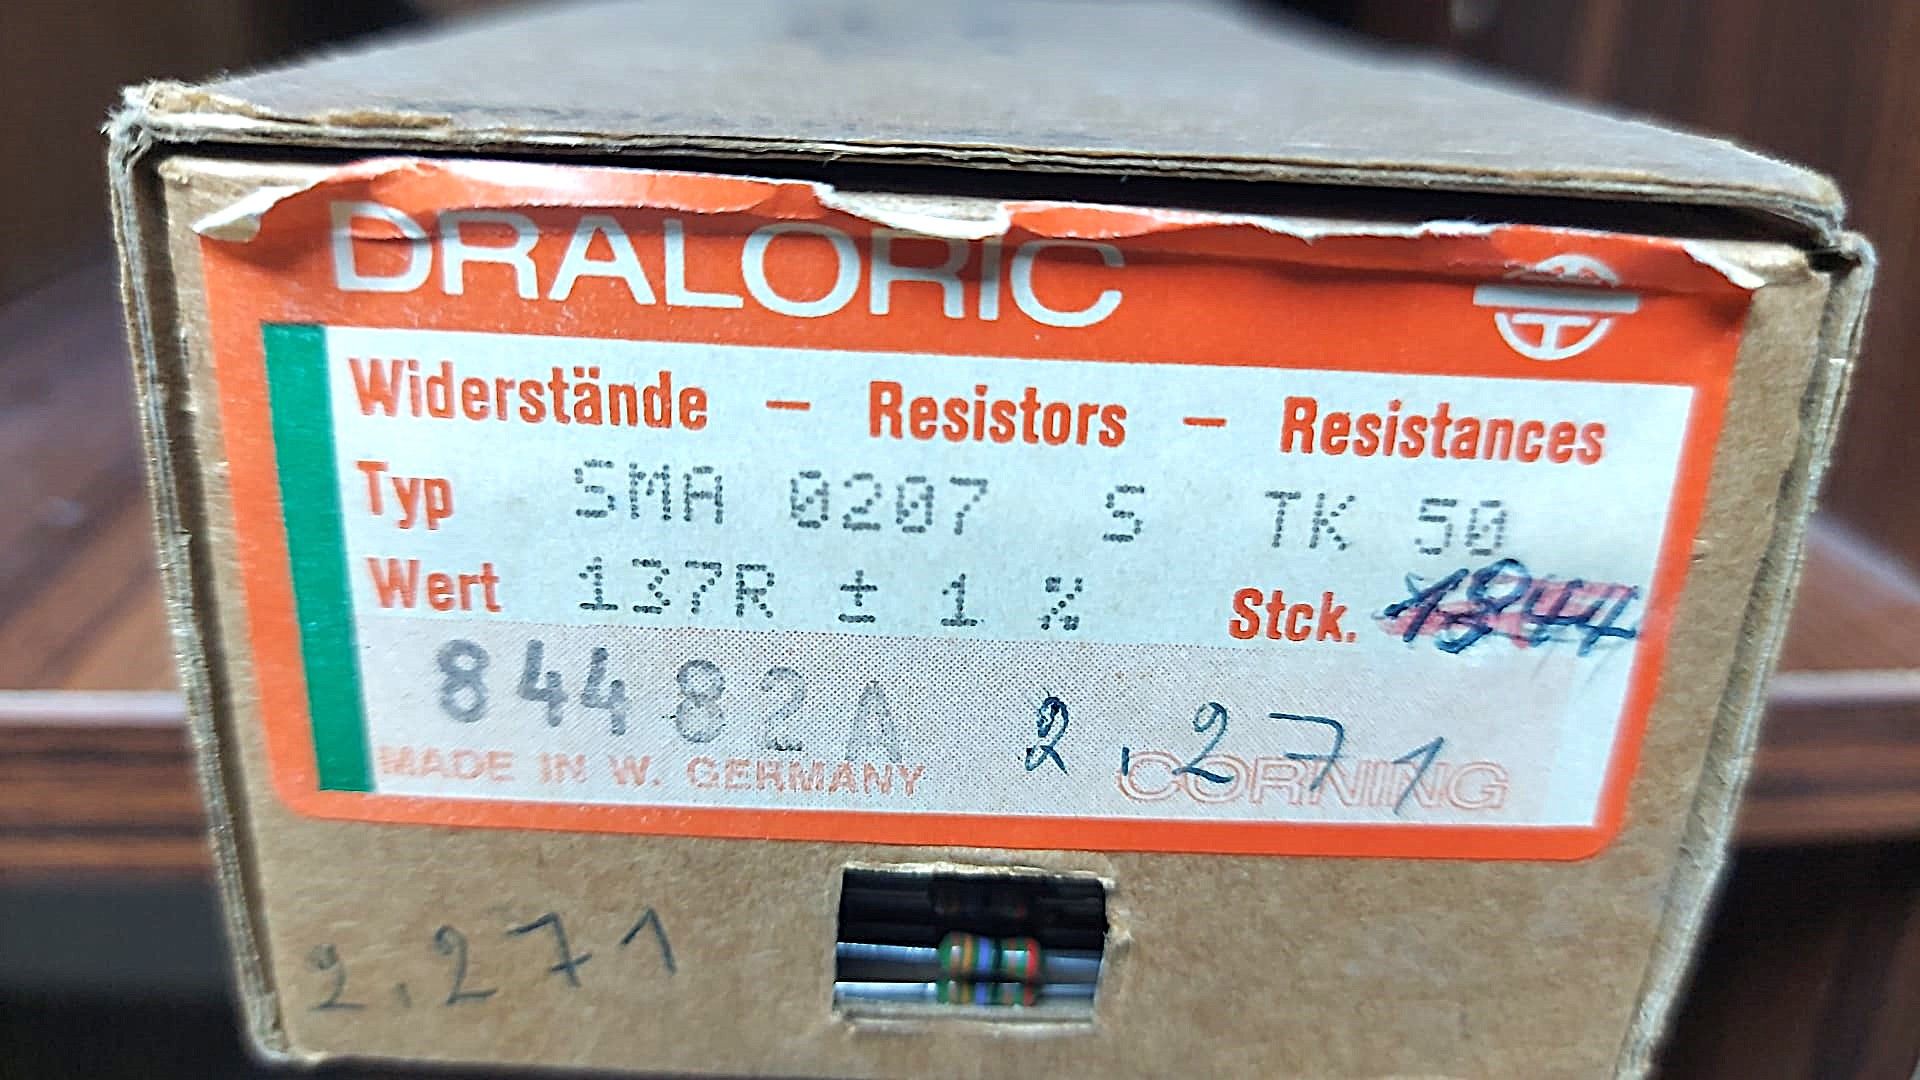 DRALORIC
Widerstände – Resistors – Resistances
Typ SMA 0207 S TK 50
Wert 137R ± 1 % Stck.
84482A 2.271
MADE IN W. GERMANY CORNING
2.271